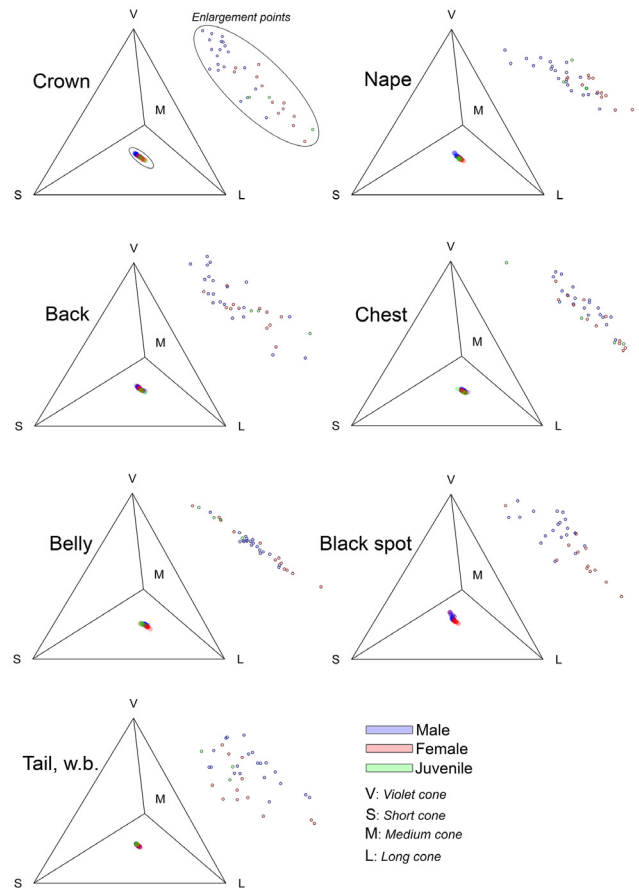 V
Enlargement points
Crown
M
S
L
V
Nape
M
S
L
V
Back
M
S
L
V
Chest
M
S
L
V
Belly
M
S
L
V
Black spot
M
S
L
V
Tail, w.b.
M
S
L
Male
Female
Juvenile
V: Violet cone
S: Short cone
M: Medium cone
L: Long cone